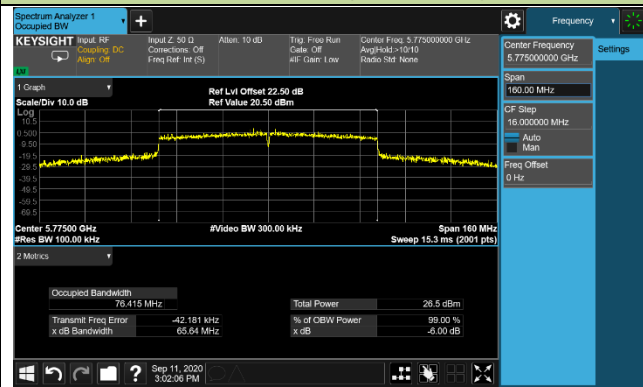 Spectrum Analyzer 1
Occupied BW
Frequency
KEYSIGHT
Input: RF
Coupling: DC
Align: Off
Input Z: 50 Ω
Corrections: Off
Freq Ref: Int (S)
Atten: 10 dB
Trig: Free Run
Gate: Off
#IF Gain: Low
Center Freq: 5.775000000 GHz
Avg|Hold:>10/10
Radio Std: None
LXI
Center Frequency
5.775000000 GHz
Settings
Span
160.00 MHz
CF Step
16.000000 MHz
Auto
Man
Freq Offset
0 Hz
1 Graph
Scale/Div 10.0 dB
Ref Lvl Offset 22.50 dB
Ref Value 20.50 dBm
Log
10.5
0.500
-9.50
-19.5
-29.5
-39.5
-49.5
-59.5
-69.5
Center 5.77500 GHz
#Video BW 300.00 kHz
Span 160 MHz
#Res BW 100.00 kHz
Sweep 15.3 ms (2001 pts)
2 Metrics
Occupied Bandwidth
76.415 MHz
Total Power
26.5 dBm
Transmit Freq Error
-42.181 kHz
% of OBW Power
99.00 %
x dB Bandwidth
65.64 MHz
x dB
-6.00 dB
?
Sep 11, 2020
3:02:06 PM